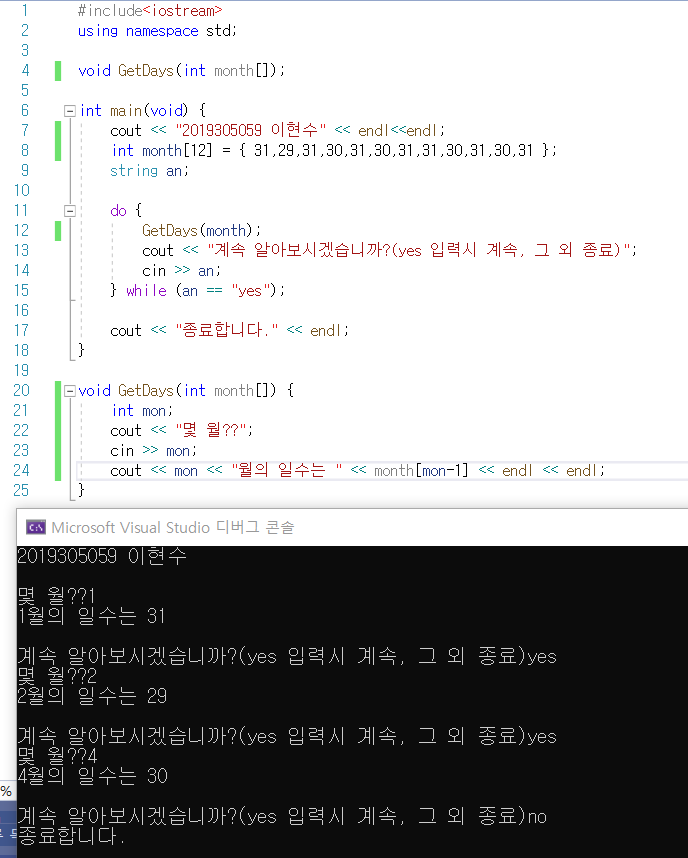 1 #include<iostream>
2 using namespace std;
3
4 void GetDays(int month[]);
5
6 int main(void) {
7 cout << "2019305059 이현수" << endl<<endl;
8 int month[12] = { 31,29,31,30,31,30,31,31,30,31,30,31 };
9 string an;
10
11 do {
12 GetDays(month);
13 cout << "계속 알아보시겠습니까?(yes 입력시 계속, 그 외 종료)";
14 cin >> an;
15 } while (an == "yes");
16
17 cout << "종료합니다." << endl;
18 }
19
20 void GetDays(int month[]) {
21 int mon;
22 cout << "몇 월??";
23 cin >> mon;
24 cout << mon << "월의 일수는 " << month[mon-1] << endl << endl;
25 }
C:\ Microsoft Visual Studio 디버그 콘솔
2019305059 이현수
몇 월??1
1월의 일수는 31
계속 알아보시겠습니까?(yes 입력시 계속, 그 외 종료)yes
몇 월??2
2월의 일수는 29
계속 알아보시겠습니까?(yes 입력시 계속, 그 외 종료)yes
몇 월??4
4월의 일수는 30
%
계속 알아보시겠습니까?(yes 입력시 계속, 그 외 종료)no
종료합니다.